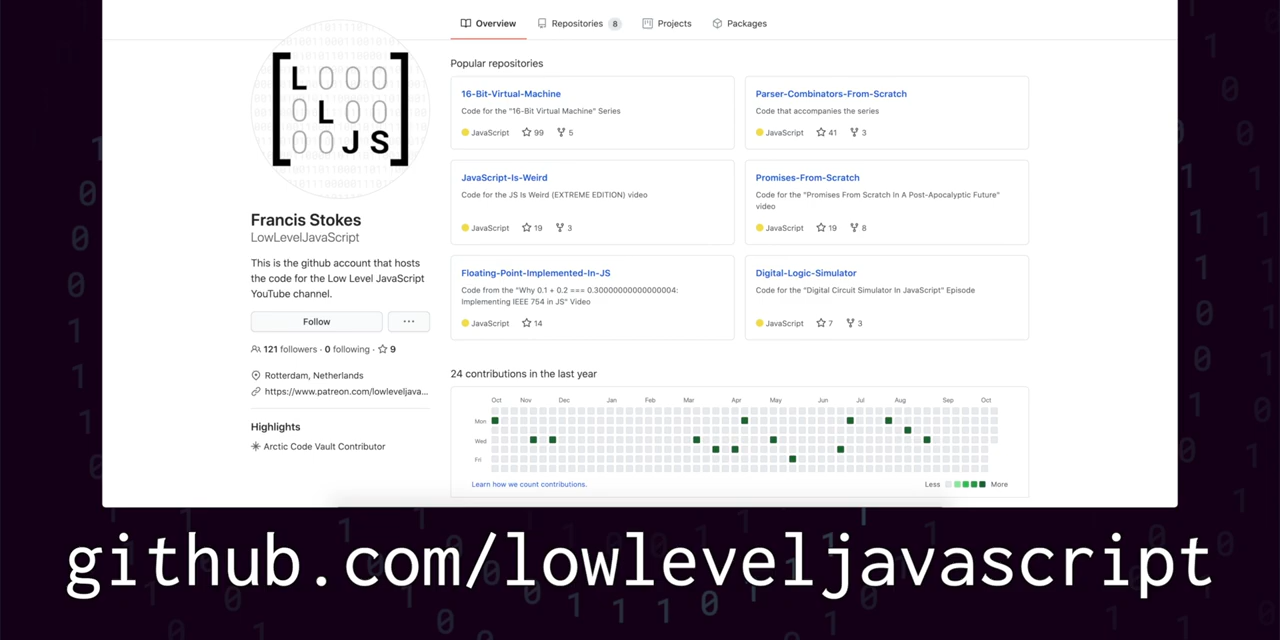 Overview Repositories 8 Projects Packages
L000
0L00
00JS
Francis Stokes
LowLevelJavaScript
This is the github account that hosts
the code for the Low Level JavaScript
YouTube channel.
Follow ...
121 followers · 0 following · 9
Rotterdam, Netherlands
https://www.patreon.com/lowleveljava...
Highlights
Arctic Code Vault Contributor
Popular repositories
16-Bit-Virtual-Machine
Code for the "16-Bit Virtual Machine" Series
JavaScript 99 5
Parser-Combinators-From-Scratch
Code that accompanies the series
JavaScript 41 3
JavaScript-Is-Weird
Code for the JS Is Weird (EXTREME EDITION) video
JavaScript 19 3
Promises-From-Scratch
Code for the "Promises From Scratch In A Post-Apocalyptic Future"
video
JavaScript 19 8
Floating-Point-Implemented-In-JS
Code from the "Why 0.1 + 0.2 === 0.30000000000000004:
Implementing IEEE 754 in JS" Video
JavaScript 14
Digital-Logic-Simulator
Code for the "Digital Circuit Simulator In JavaScript" Episode
JavaScript 7 3
24 contributions in the last year
Oct Nov Dec Jan Feb Mar Apr May Jun Jul Aug Sep Oct
Mon
Wed
Fri
Learn how we count contributions.
Less More
github.com/lowleveljavascript